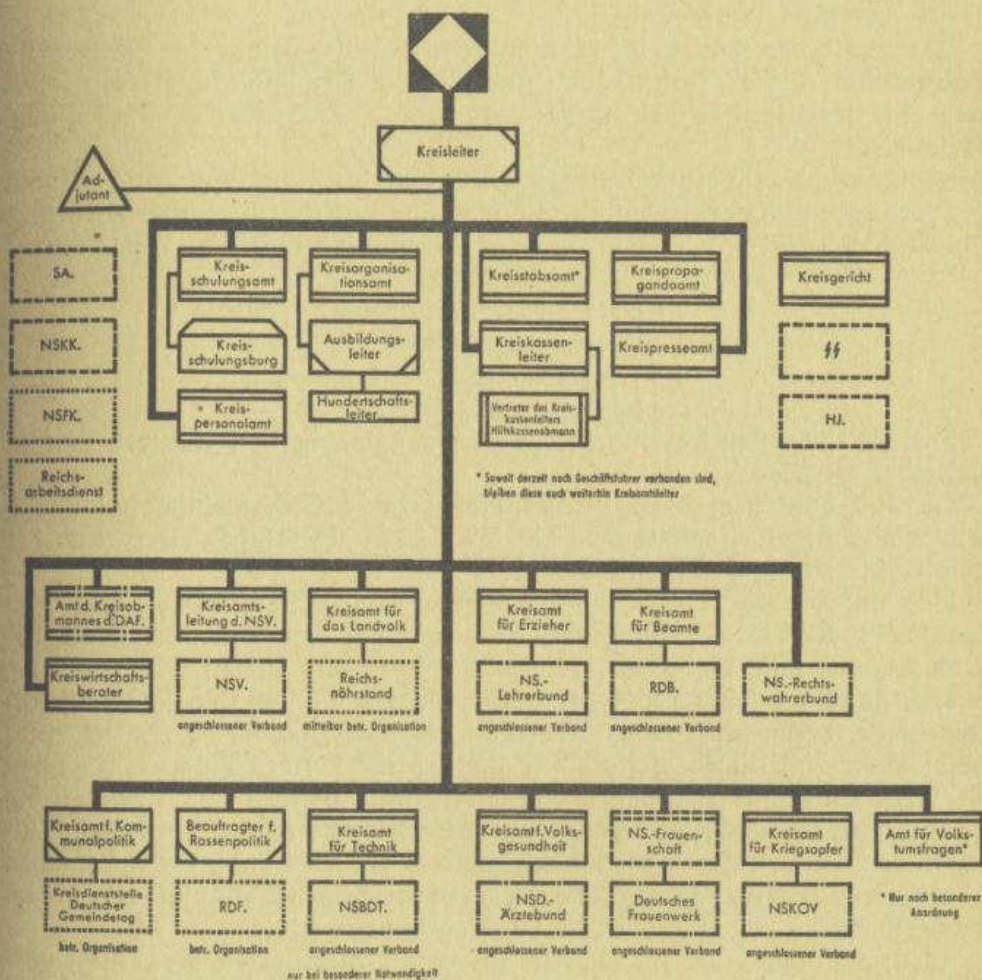 Kreisleiter
Ad-
jutant
SA.
NSKK.
NSFK.
Reichs-
arbeitsdienst
Kreis-
schulungsamt
Kreis-
schulungsburg
Kreis-
personalamt
Kreisorganisa-
tionsamt
Ausbildungs-
leiter
Hundertschafts-
leiter
Kreisstabsamt*
Kreiskassen-
leiter
Vertreter des Kreis-
kassenleiters
Hilfskassenobmann
Kreispropa-
gandaamt
Kreispresseamt
Kreisgericht
ϟϟ
HJ.
* Soweit derzeit noch Geschäftsführer vorhanden sind,
bleiben diese auch weiterhin Kreisamtsleiter
Amt d. Kreisob-
mannes d. DAF.
Kreiswirtschafts-
berater
Kreisamts-
leitung d. NSV.
NSV.
angeschlossener Verband
Kreisamt für
das Landvolk
Reichs-
nährstand
mittelbar betr. Organisation
Kreisamt
für Erzieher
NS.-
Lehrerbund
angeschlossener Verband
Kreisamt
für Beamte
RDB.
angeschlossener Verband
NS.-Rechts-
wahrerbund
Kreisamt f. Kom-
munalpolitik
Kreisdienststelle
Deutscher
Gemeindetag
betr. Organisation
Beauftragter f.
Rassenpolitik
RDF.
betr. Organisation
Kreisamt
für Technik
NSBDT.
angeschlossener Verband
nur bei besonderer Notwendigkeit
Kreisamt f. Volks-
gesundheit
NSD.-
Ärztebund
angeschlossener Verband
NS.-Frauen-
schaft
Deutsches
Frauenwerk
angeschlossener Verband
Kreisamt
für Kriegsopfer
NSKOV
angeschlossener Verband
Amt für Volks-
tumsfragen*
* Nur nach besonderer
Anordnung